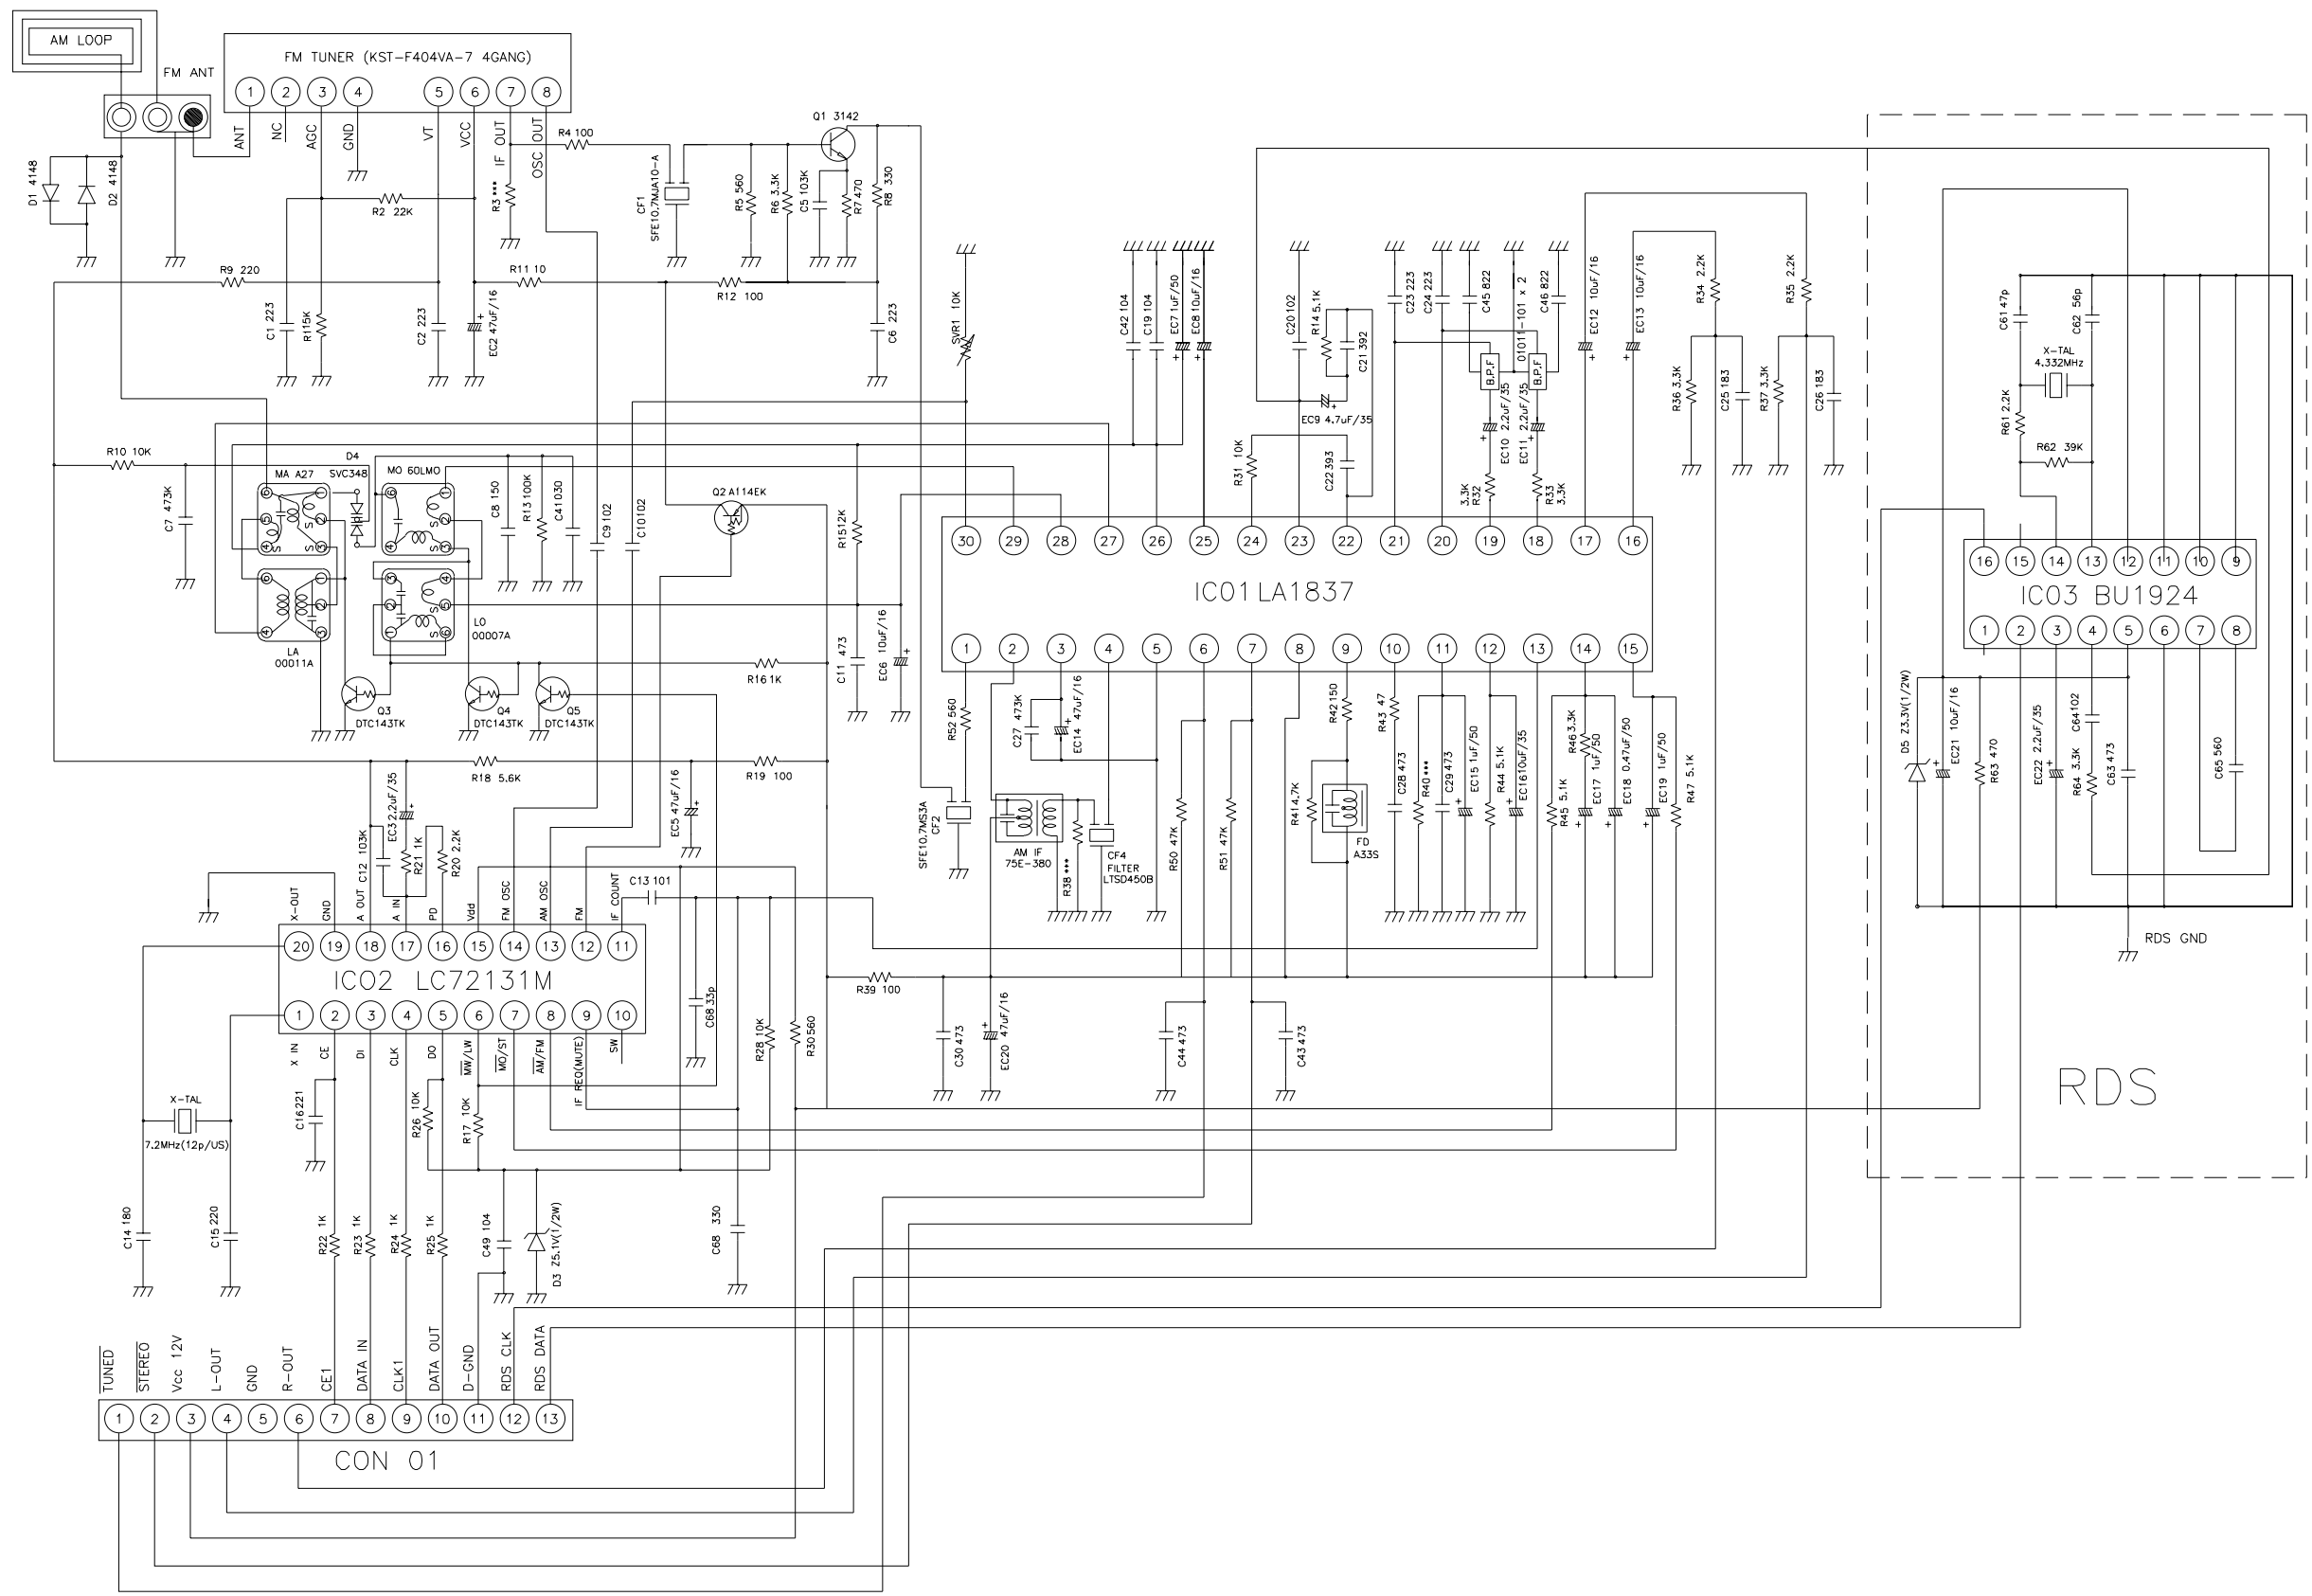 AM LOOP
FM ANT
FM TUNER (KST-F404VA-7 4GANG)
1 2 3 4 5 6 7 8
ANT
NC
AGC
GND
VT
VCC
IF OUT
OSC OUT
D1 4148
D2 4148
R2 22K
R3 ***
R4 100
CF1
SFE10.7MJA10-A
R5 560
R6 3.3K
C5 103K
R7 470
R8 330
Q1 3142
R9 220
R11 10
R12 100
C1 223
R1 15K
C2 223
EC2 47uF/16
C6 223
SVR1 10K
C42 104
C19 104
EC7 1uF/50
EC8 10uF/16
C20 102
R14 5.1K
C21 392
EC9 4.7uF/35
C23 223
C24 223
C45 822
01011-101 x 2
C46 822
B.P.F
B.P.F
EC10 2.2uF/35
EC11 2.2uF/35
EC12 10uF/16
EC13 10uF/16
R34 2.2K
R35 2.2K
R36 3.3K
C25 183
R37 3.3K
C26 183
R31 10K
C22 393
3.3K
R32
R33
3.3K
C61 47p
C62 56p
X-TAL
4.332MHz
R61 2.2K
R62 39K
R10 10K
C7 473K
MA A27
D4
SVC348
MO 60LMO
C8 150
R13 100K
C41 030
C9 102
C10 102
Q2 A114EK
R15 12K
LA
00011A
LO
00007A
Q3
DTC143TK
Q4
DTC143TK
Q5
DTC143TK
R16 1K
C11 473
EC6 10uF/16
30 29 28 27 26 25 24 23 22 21 20 19 18 17 16
IC01 LA1837
1 2 3 4 5 6 7 8 9 10 11 12 13 14 15
16 15 14 13 12 11 10 9
IC03 BU1924
1 2 3 4 5 6 7 8
R18 5.6K
R19 100
EC3 2.2uF/35
C12 103K
R21 1K
R20 2.2K
EC5 47uF/16
R52 560
SFE10.7MS3A
CF2
C27 473K
EC14 47uF/16
AM IF
75E-380
R38 ***
CF4
FILTER
LTSD450B
R50 47K
R51 47K
R42 150
R41 4.7K
FD
A33S
R43 47
C28 473
R40 ***
C29 473
EC15 1uF/50
R44 5.1K
EC16 10uF/35
R45 5.1K
R46 3.3K
EC17 1uF/50
EC18 0.47uF/50
EC19 1uF/50
R47 5.1K
D5 Z3.3V(1/2W)
EC21 10uF/16
R63 470
EC22 2.2uF/35
C64 102
R64 3.3K
C63 473
C65 560
RDS GND
RDS
X-OUT
GND
A OUT
A IN
PD
Vdd
FM OSC
AM OSC
FM
IF COUNT
C13 101
20 19 18 17 16 15 14 13 12 11
IC02 LC72131M
1 2 3 4 5 6 7 8 9 10
X IN
CE
DI
CLK
DO
MW/LW
MO/ST
AM/FM
IF REQ(MUTE)
SW
C68 33p
R28 10K
R30 560
R39 100
C30 473
EC20 47uF/16
C44 473
C43 473
X-TAL
7.2MHz(12p/US)
C16 221
R26 10K
R17 10K
C14 180
C15 220
R22 1K
R23 1K
R24 1K
R25 1K
C49 104
D3 Z5.1V(1/2W)
C68 330
TUNED
STEREO
Vcc 12V
L-OUT
GND
R-OUT
CE1
DATA IN
CLK1
DATA OUT
D-GND
RDS CLK
RDS DATA
1 2 3 4 5 6 7 8 9 10 11 12 13
CON 01